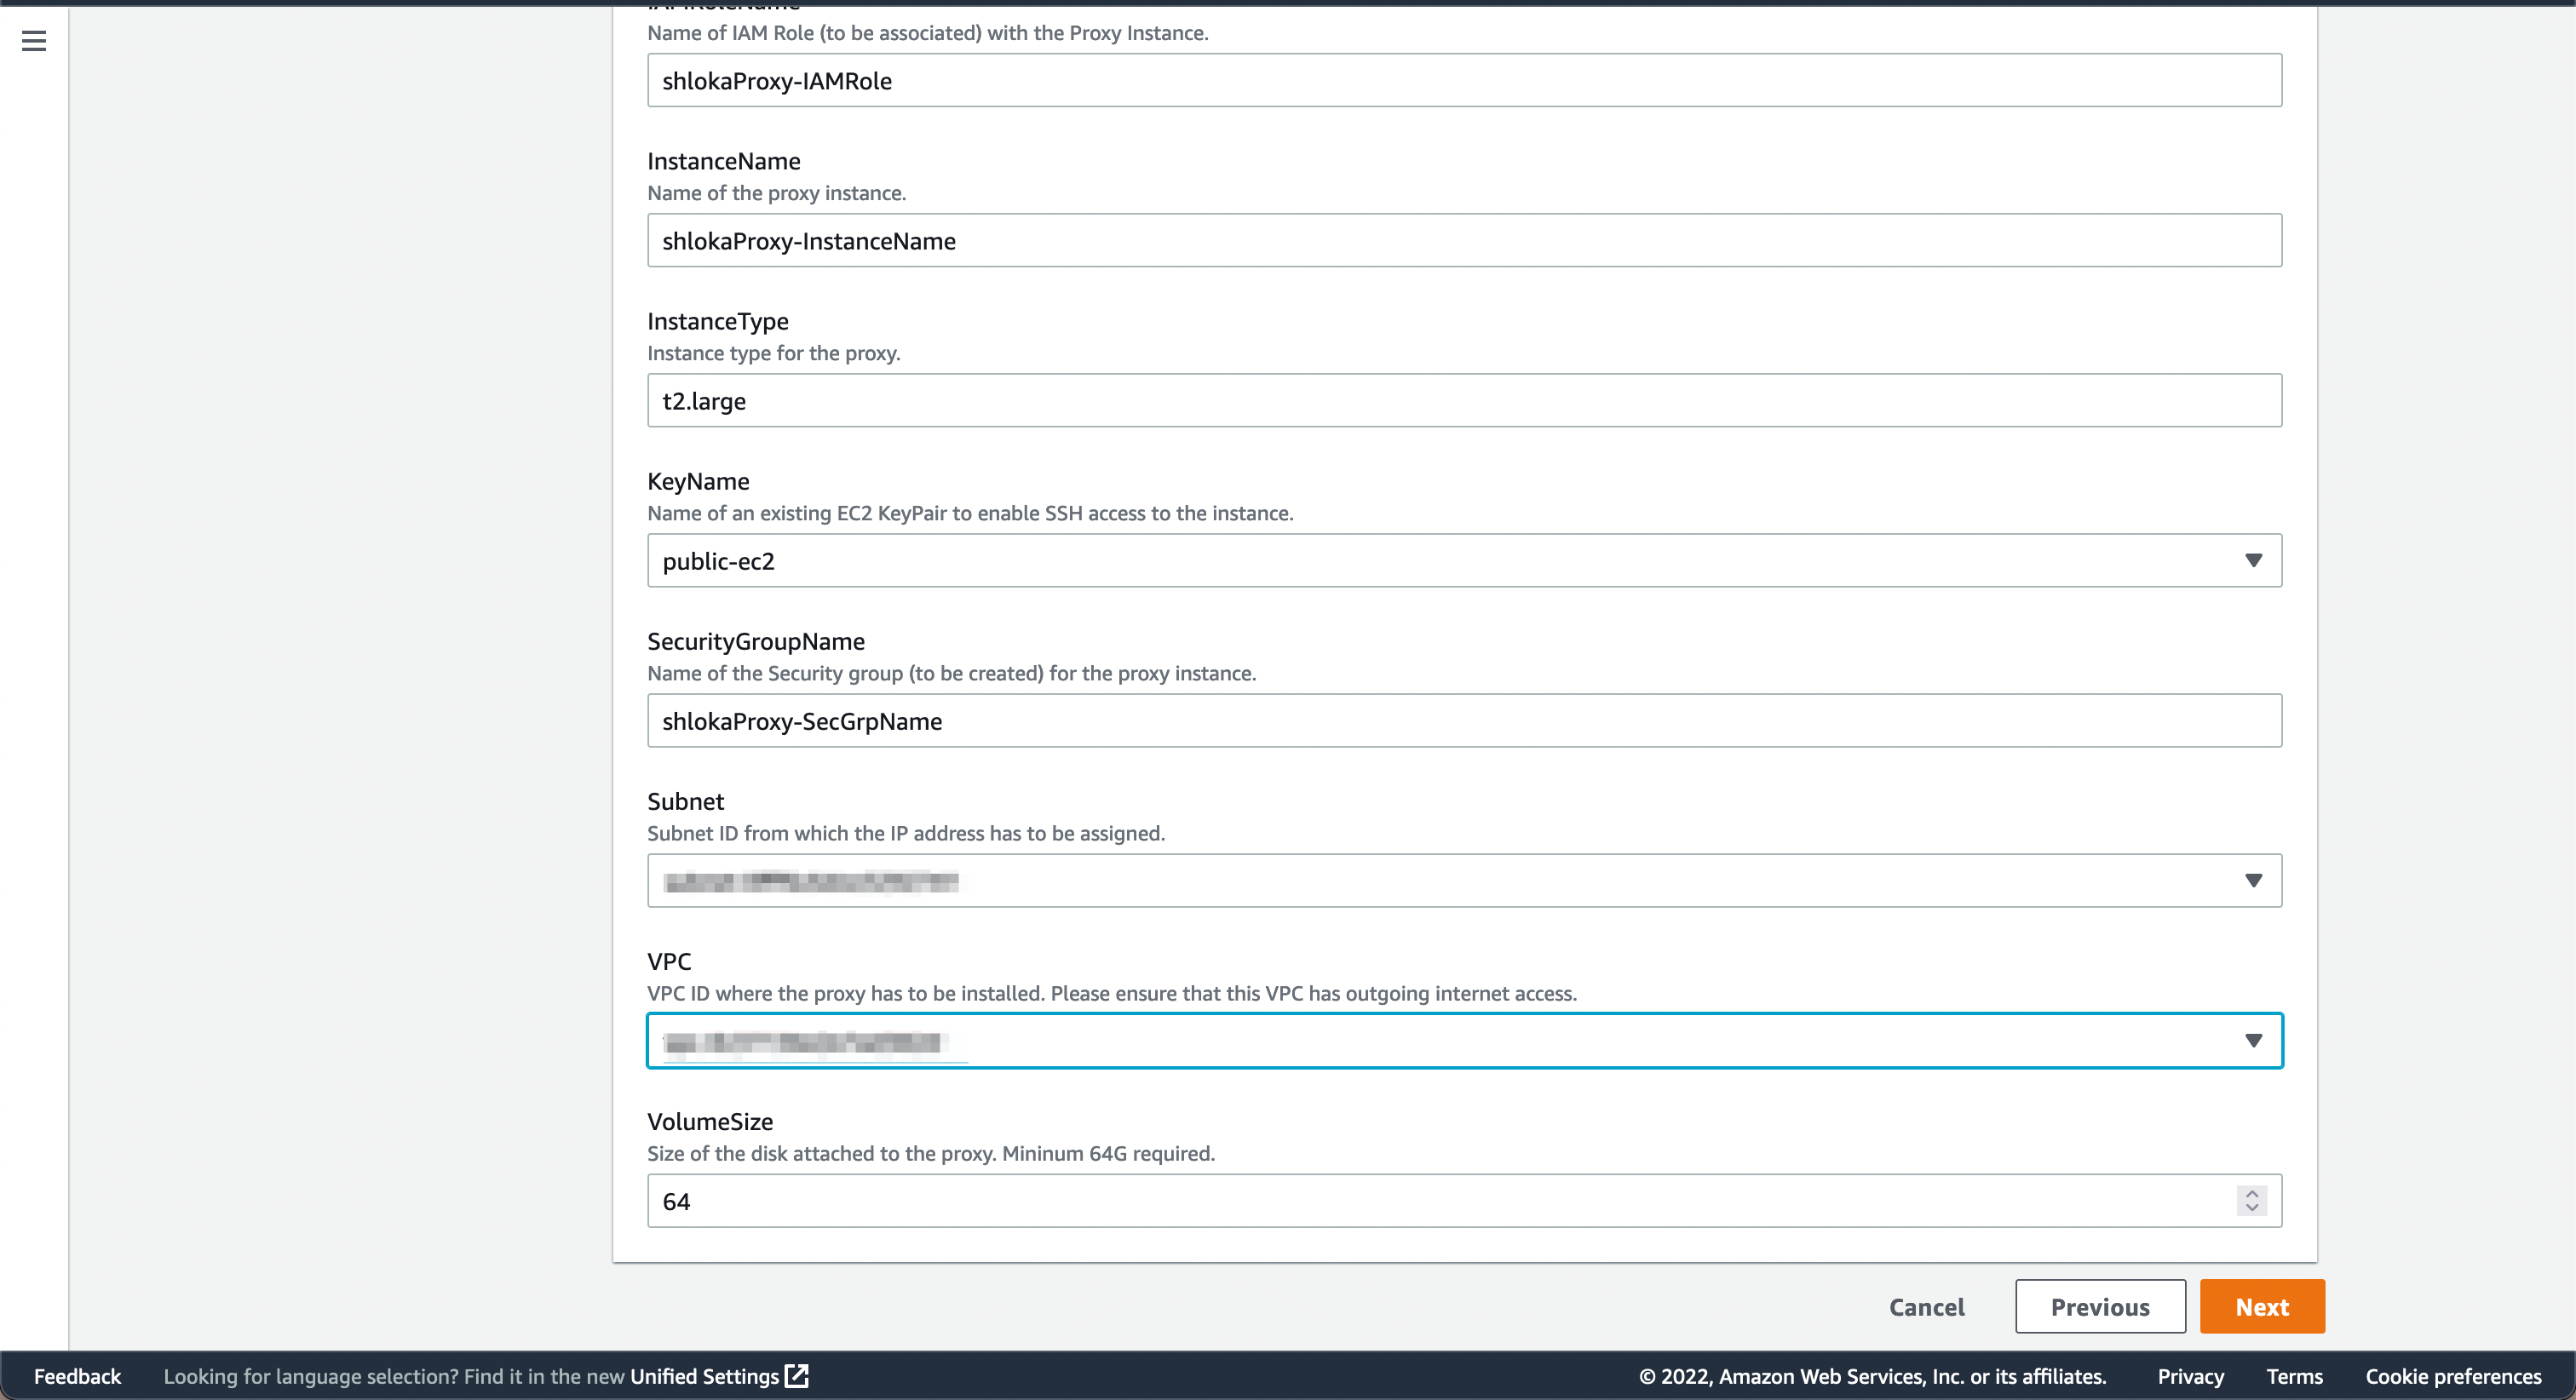 Name of IAM Role (to be associated) with the Proxy Instance.
shlokaProxy-IAMRole
InstanceName
Name of the proxy instance.
shlokaProxy-InstanceName
InstanceType
Instance type for the proxy.
t2.large
KeyName
Name of an existing EC2 KeyPair to enable SSH access to the instance.
public-ec2
SecurityGroupName
Name of the Security group (to be created) for the proxy instance.
shlokaProxy-SecGrpName
Subnet
Subnet ID from which the IP address has to be assigned.
VPC
VPC ID where the proxy has to be installed. Please ensure that this VPC has outgoing internet access.
VolumeSize
Size of the disk attached to the proxy. Mininum 64G required.
64
Cancel Previous Next
Feedback Looking for language selection? Find it in the new Unified Settings © 2022, Amazon Web Services, Inc. or its affiliates. Privacy Terms Cookie preferences